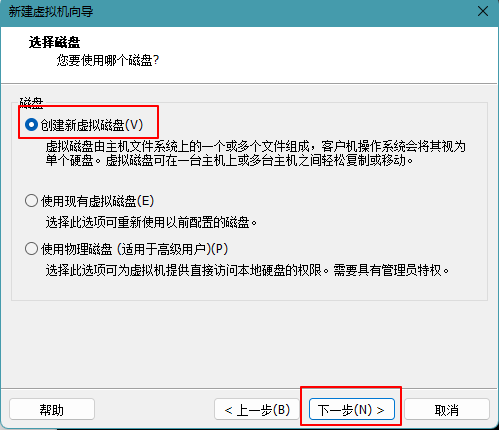 新建虚拟机向导
选择磁盘
您要使用哪个磁盘?
磁盘
创建新虚拟磁盘(V)
虚拟磁盘由主机文件系统上的一个或多个文件组成，客户机操作系统会将其视为
单个硬盘。虚拟磁盘可在一台主机上或多台主机之间轻松复制或移动。
使用现有虚拟磁盘(E)
选择此选项可重新使用以前配置的磁盘。
使用物理磁盘 (适用于高级用户)(P)
选择此选项可为虚拟机提供直接访问本地硬盘的权限。需要具有管理员特权。
帮助
< 上一步(B)
下一步(N) >
取消